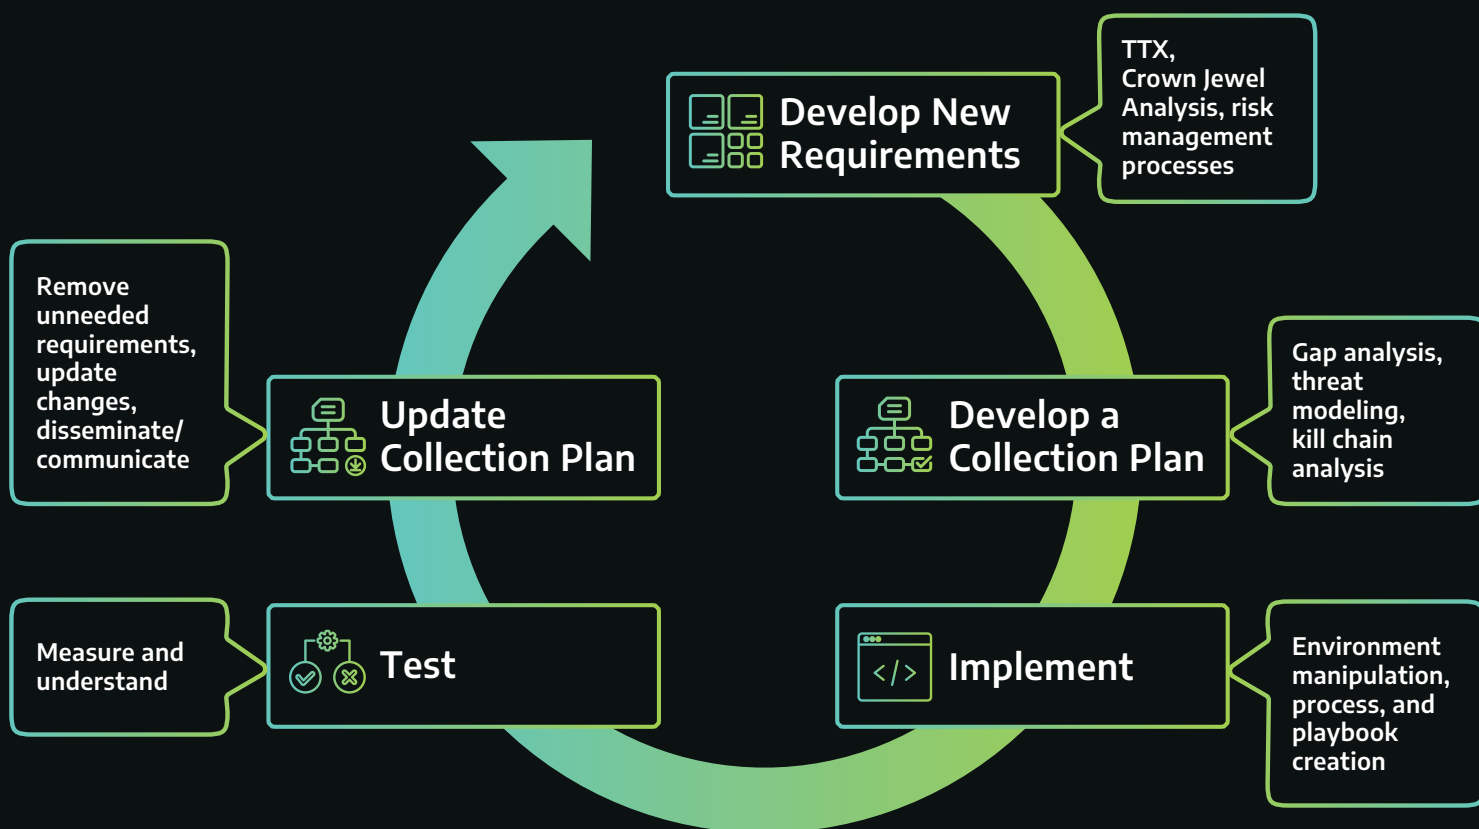 Develop New
Requirements
TTX,
Crown Jewel
Analysis, risk
management
processes
Develop a
Collection Plan
Gap analysis,
threat
modeling,
kill chain
analysis
</>
Implement
Environment
manipulation,
process, and
playbook
creation
Test
Measure and
understand
Update
Collection Plan
Remove
unneeded
requirements,
update
changes,
disseminate/
communicate